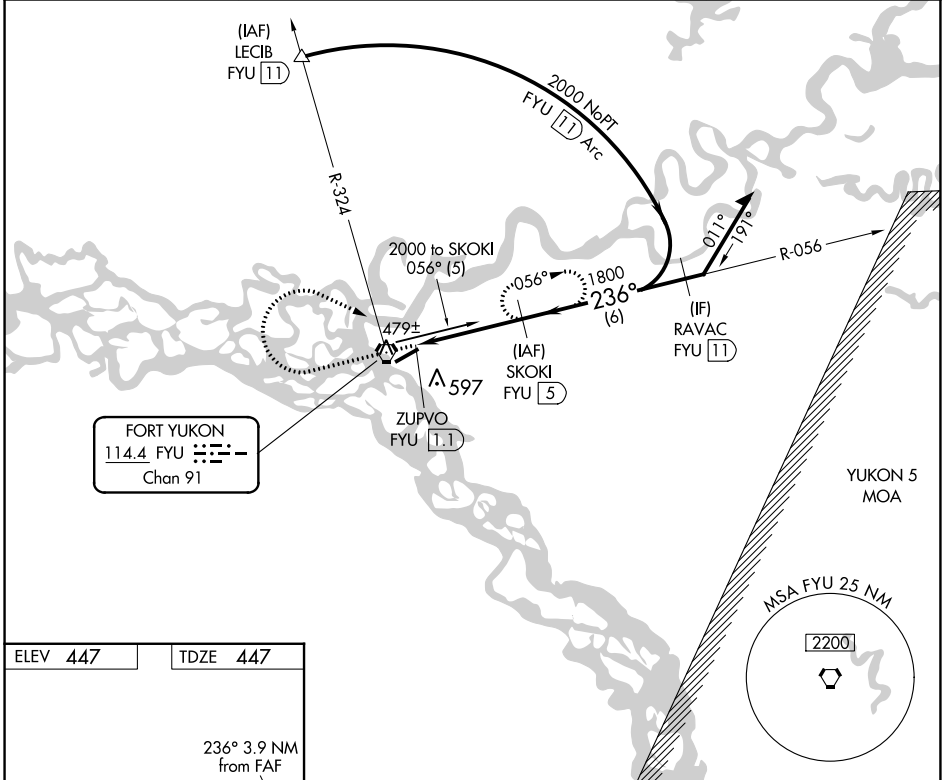 (IAF)
LECIB
FYU 11
2000 NoPT
FYU 11 Arc
R-324
2000 to SKOKI
056° (5)
056°
1800
236°
(6)
011°
191°
R-056
(IF)
RAVAC
FYU 11
479±
(IAF)
SKOKI
FYU 5
597
ZUPVO
FYU 1.1
FORT YUKON
114.4 FYU
Chan 91
YUKON 5
MOA
MSA FYU 25 NM
2200
ELEV 447
TDZE 447
236° 3.9 NM
from FAF